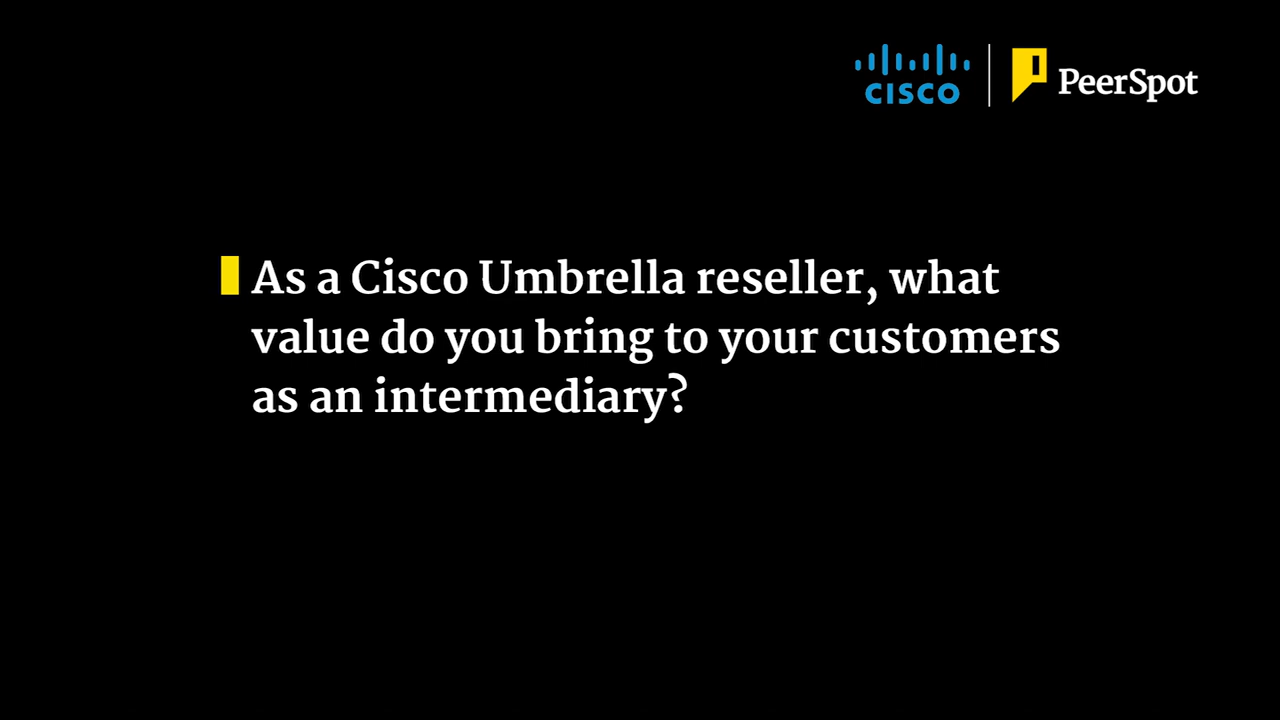 CISCO
PeerSpot
As a Cisco Umbrella reseller, what
value do you bring to your customers
as an intermediary?